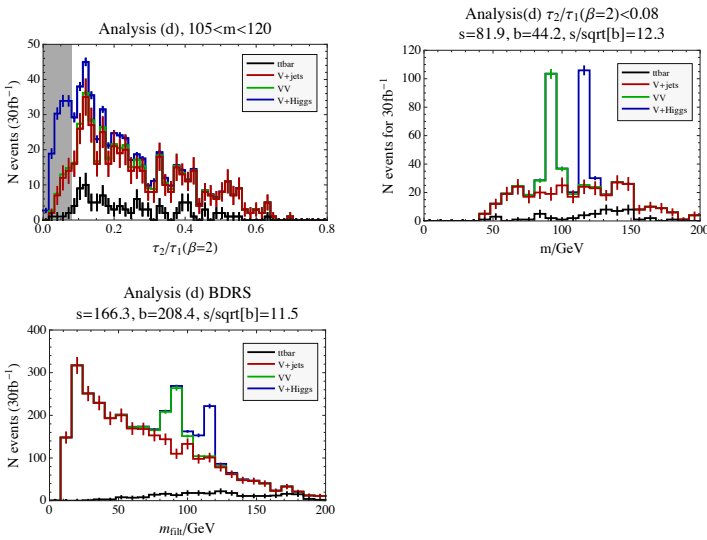 Analysis (d), 105<m<120
N events (30fb⁻¹)
50
40
30
20
10
0
0.0 0.2 0.4 0.6 0.8
τ₂/τ₁(β=2)
ttbar
V+jets
VV
V+Higgs
Analysis(d) τ₂/τ₁(β=2)<0.08
s=81.9, b=44.2, s/sqrt[b]=12.3
N events for 30fb⁻¹
120
100
80
60
40
20
0
0 50 100 150 200
m/GeV
ttbar
V+jets
VV
V+Higgs
Analysis (d) BDRS
s=166.3, b=208.4, s/sqrt[b]=11.5
N events (30fb⁻¹)
400
300
200
100
0
0 50 100 150 200
m_filt/GeV
ttbar
V+jets
VV
V+Higgs